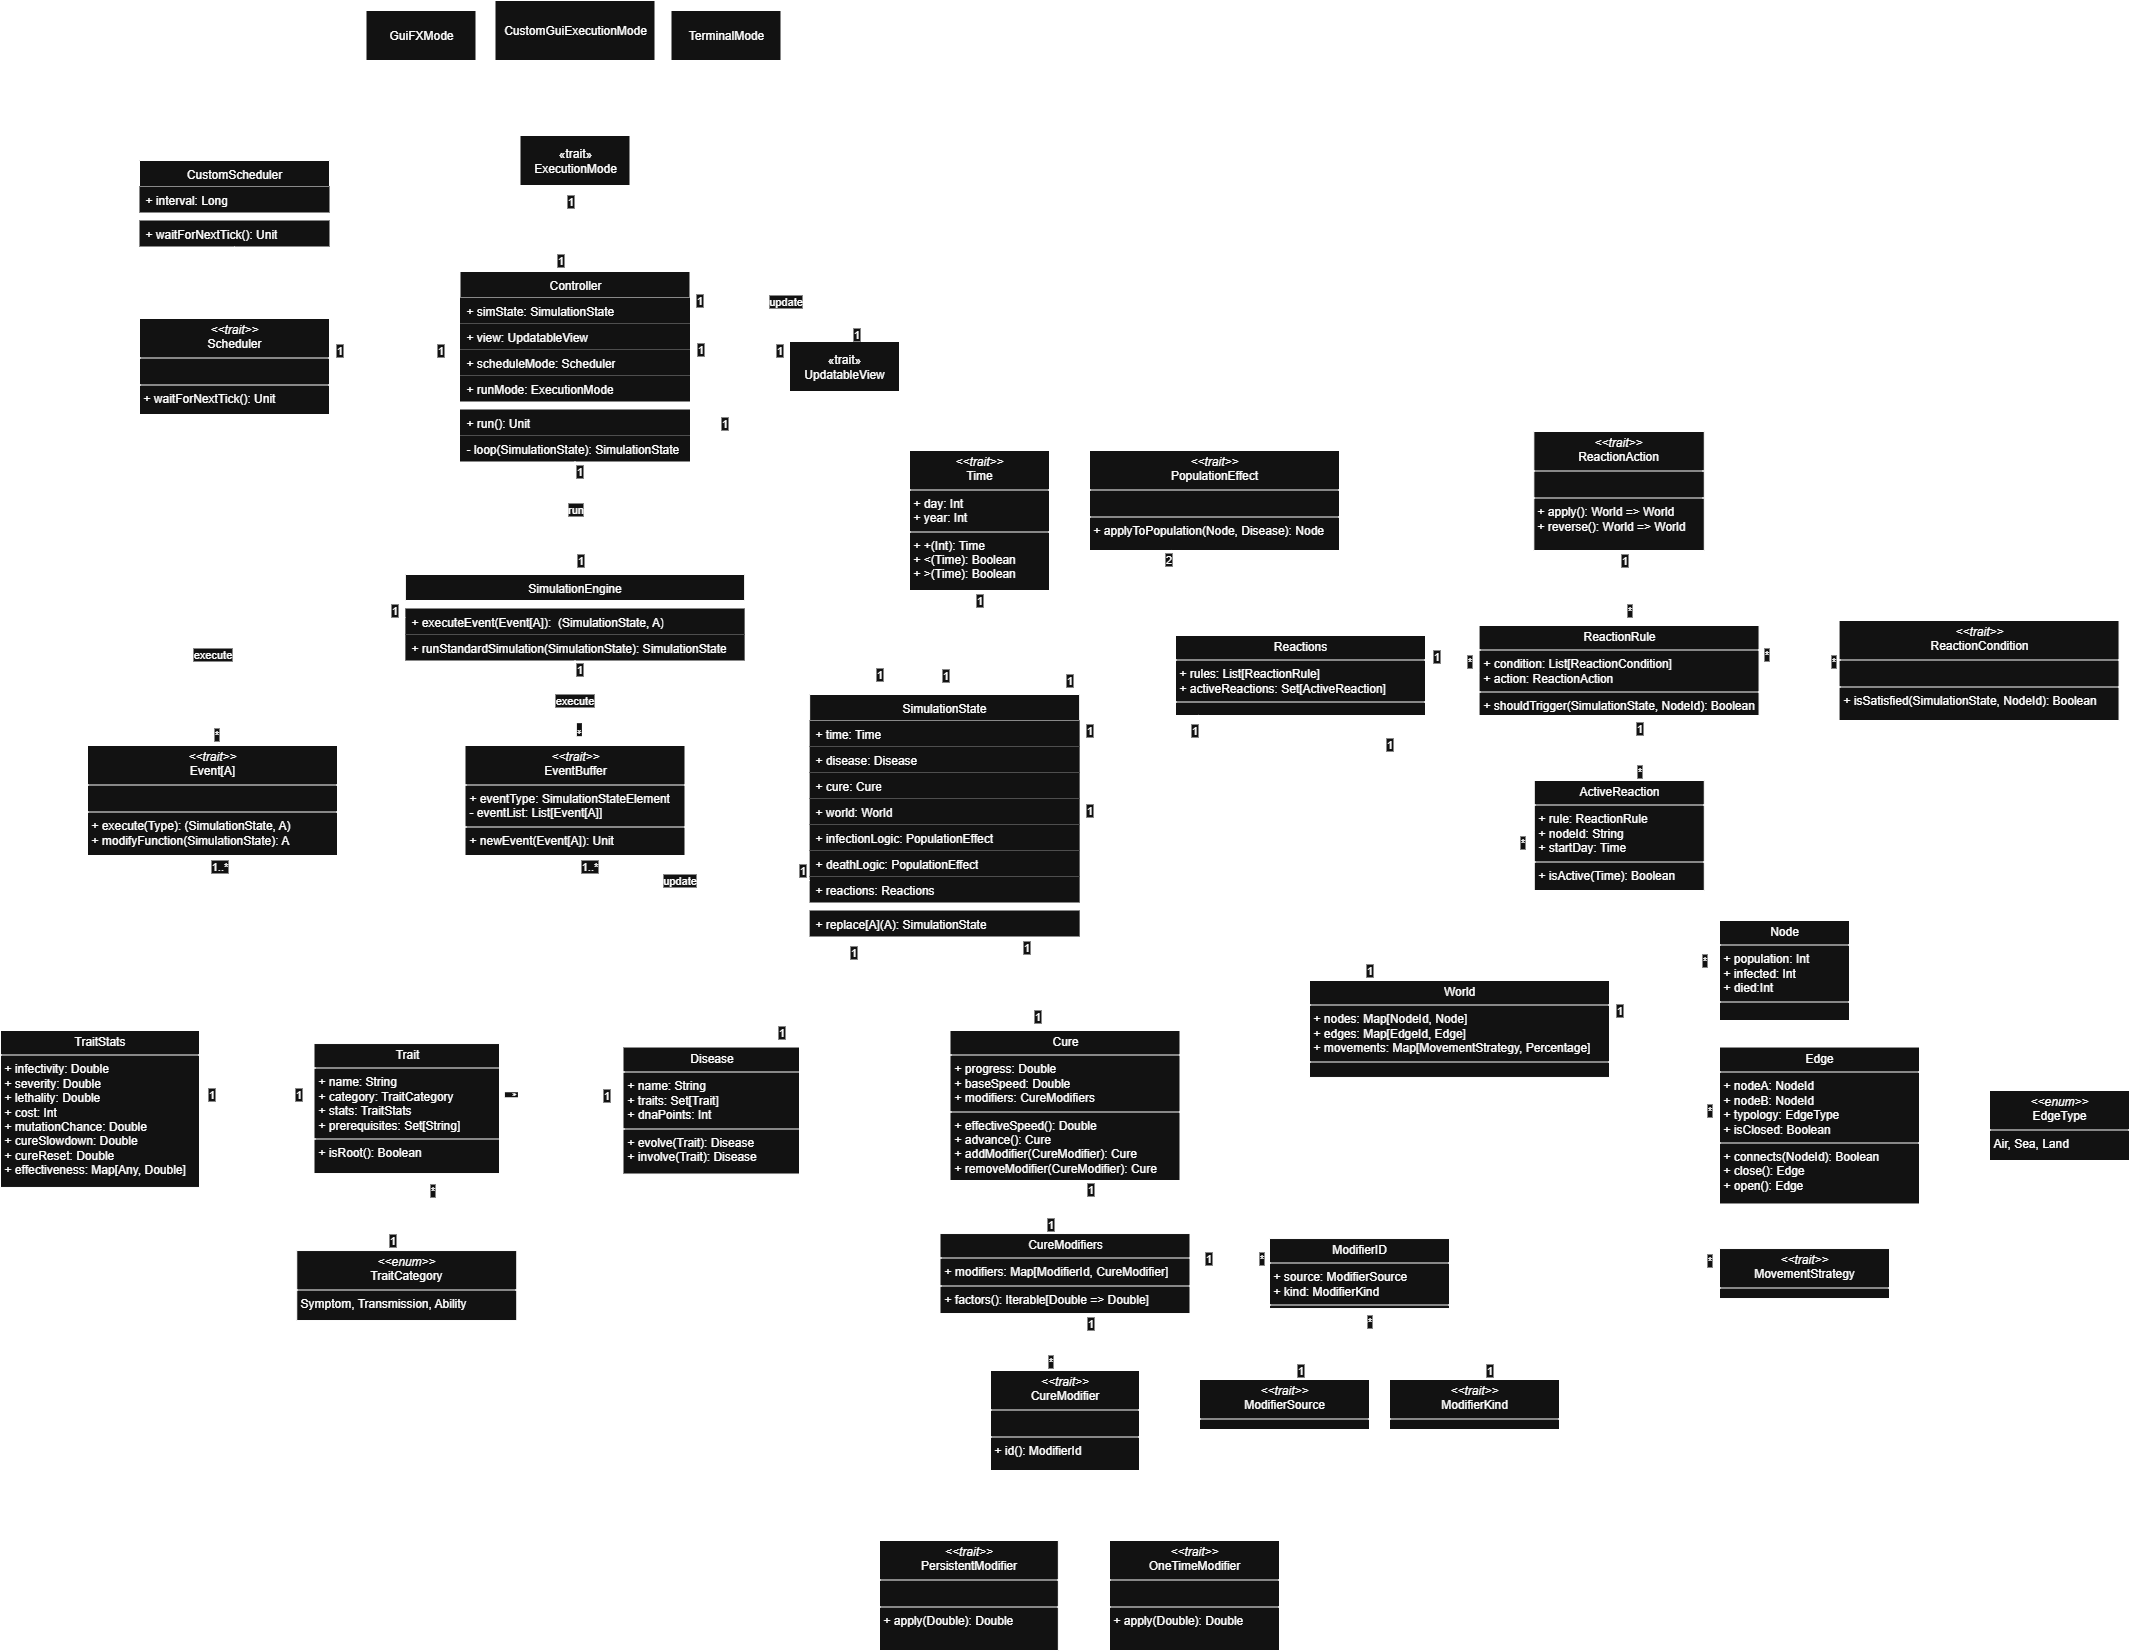 GuiFXMode
CustomGuiExecutionMode
TerminalMode
«trait»
ExecutionMode
1
CustomScheduler
+ interval: Long
+ waitForNextTick(): Unit
1
Controller
+ simState: SimulationState
+ view: UpdatableView
+ scheduleMode: Scheduler
+ runMode: ExecutionMode
+ run(): Unit
- loop(SimulationState): SimulationState
1
update
1
<<trait>>
Scheduler
+ waitForNextTick(): Unit
1
1
1
1
«trait»
UpdatableView
1
1
run
1
<<trait>>
Time
+ day: Int
+ year: Int
+ +(Int): Time
+ <(Time): Boolean
+ >(Time): Boolean
1
<<trait>>
PopulationEffect
+ applyToPopulation(Node, Disease): Node
2
<<trait>>
ReactionAction
+ apply(): World => World
+ reverse(): World => World
1
*
SimulationEngine
+ executeEvent(Event[A]):  (SimulationState, A)
+ runStandardSimulation(SimulationState): SimulationState
1
execute
*
1
execute
*
Reactions
+ rules: List[ReactionRule]
+ activeReactions: Set[ActiveReaction]
1
*
1
1
ReactionRule
+ condition: List[ReactionCondition]
+ action: ReactionAction
+ shouldTrigger(SimulationState, NodeId): Boolean
*
*
1
*
<<trait>>
ReactionCondition
+ isSatisfied(SimulationState, NodeId): Boolean
<<trait>>
Event[A]
+ execute(Type): (SimulationState, A)
+ modifyFunction(SimulationState): A
1..*
<<trait>>
EventBuffer
+ eventType: SimulationStateElement
- eventList: List[Event[A]]
+ newEvent(Event[A]): Unit
1..*
update
1
1
1
1
SimulationState
+ time: Time
+ disease: Disease
+ cure: Cure
+ world: World
+ infectionLogic: PopulationEffect
+ deathLogic: PopulationEffect
+ reactions: Reactions
+ replace[A](A): SimulationState
1
1
1
1
ActiveReaction
+ rule: ReactionRule
+ nodeId: String
+ startDay: Time
+ isActive(Time): Boolean
*
Node
+ population: Int
+ infected: Int
+ died:Int
*
1
World
+ nodes: Map[NodeId, Node]
+ edges: Map[EdgeId, Edge]
+ movements: Map[MovementStrategy, Percentage]
1
TraitStats
+ infectivity: Double
+ severity: Double
+ lethality: Double
+ cost: Int
+ mutationChance: Double
+ cureSlowdown: Double
+ cureReset: Double
+ effectiveness: Map[Any, Double]
1
1
Trait
+ name: String
+ category: TraitCategory
+ stats: TraitStats
+ prerequisites: Set[String]
+ isRoot(): Boolean
*
1
1
1
Disease
+ name: String
+ traits: Set[Trait]
+ dnaPoints: Int
+ evolve(Trait): Disease
+ involve(Trait): Disease
1
Cure
+ progress: Double
+ baseSpeed: Double
+ modifiers: CureModifiers
+ effectiveSpeed(): Double
+ advance(): Cure
+ addModifier(CureModifier): Cure
+ removeModifier(CureModifier): Cure
1
1
*
Edge
+ nodeA: NodeId
+ nodeB: NodeId
+ typology: EdgeType
+ isClosed: Boolean
+ connects(NodeId): Boolean
+ close(): Edge
+ open(): Edge
<<enum>>
EdgeType
Air, Sea, Land
<<enum>>
TraitCategory
Symptom, Transmission, Ability
CureModifiers
+ modifiers: Map[ModifierId, CureModifier]
+ factors(): Iterable[Double => Double]
1
*
ModifierID
+ source: ModifierSource
+ kind: ModifierKind
*
*
<<trait>>
MovementStrategy
1
*
<<trait>>
CureModifier
+ id(): ModifierId
1
<<trait>>
ModifierSource
1
<<trait>>
ModifierKind
<<trait>>
PersistentModifier
+ apply(Double): Double
<<trait>>
OneTimeModifier
+ apply(Double): Double